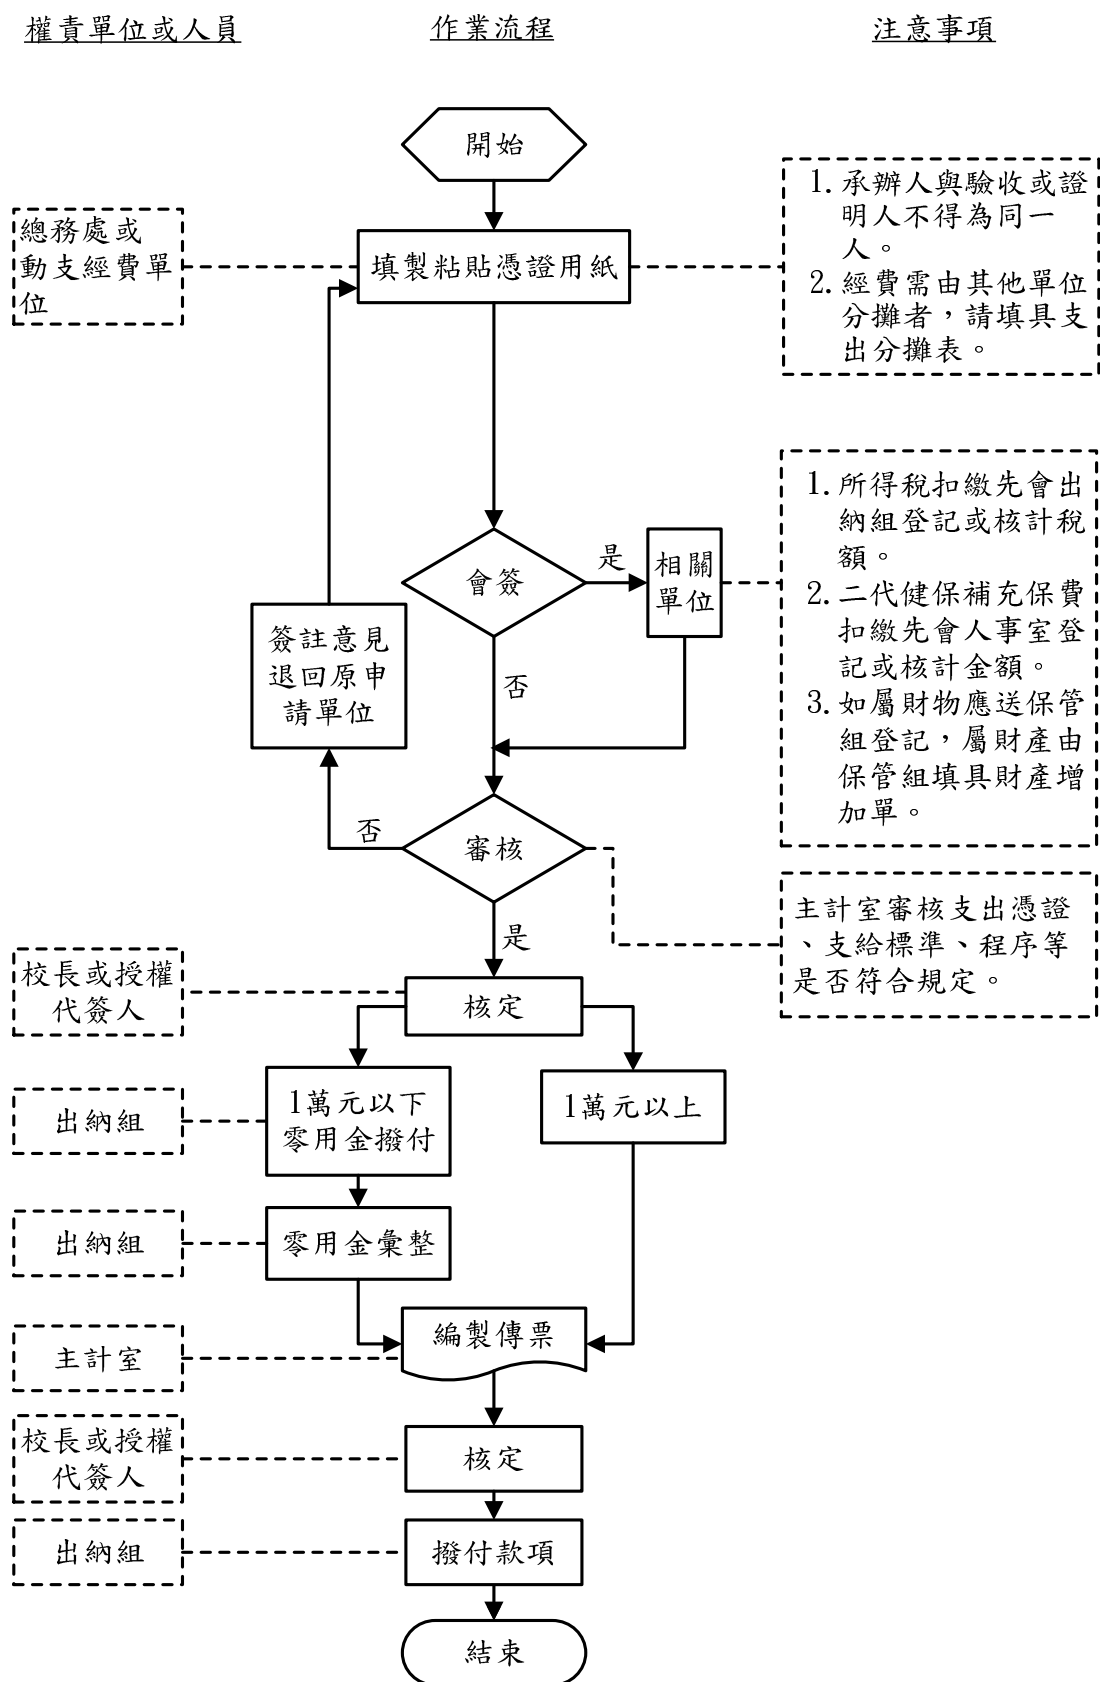 權責單位或人員
作業流程
注意事項
開始
總務處或
動支經費單
位
填製粘貼憑證用紙
1. 承辦人與驗收或證
明人不得為同一
人。
2. 經費需由其他單位
分攤者，請填具支
出分攤表。
會簽
是
相關
單位
否
1. 所得稅扣繳先會出
納組登記或核計稅
額。
2. 二代健保補充保費
扣繳先會人事室登
記或核計金額。
3. 如屬財物應送保管
組登記，屬財產由
保管組填具財產增
加單。
簽註意見
退回原申
請單位
否
審核
是
主計室審核支出憑證
、支給標準、程序等
是否符合規定。
校長或授權
代簽人
核定
出納組
1萬元以下
零用金撥付
1萬元以上
出納組
零用金彙整
主計室
編製傳票
校長或授權
代簽人
核定
出納組
撥付款項
結束